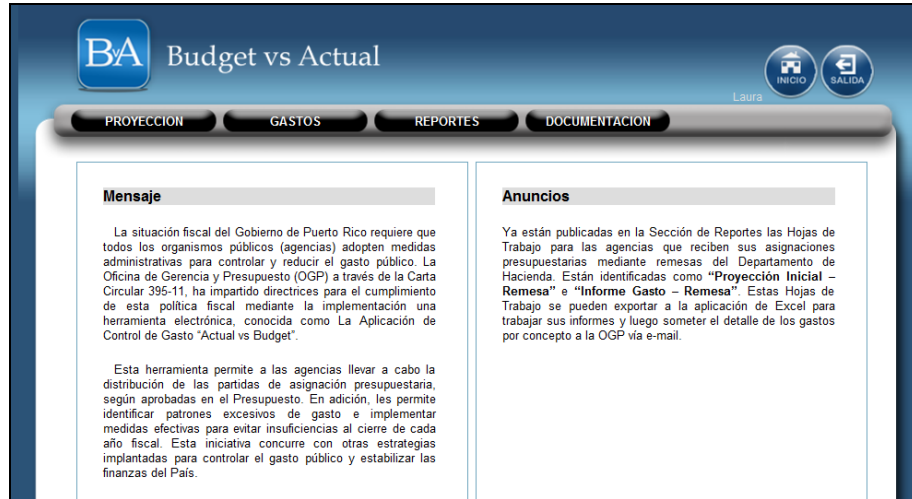 BvA Budget vs Actual
INICIO
SALIDA
Laura
PROYECCION GASTOS REPORTES DOCUMENTACION
Mensaje
La situación fiscal del Gobierno de Puerto Rico requiere que
todos los organismos públicos (agencias) adopten medidas
administrativas para controlar y reducir el gasto público. La
Oficina de Gerencia y Presupuesto (OGP) a través de la Carta
Circular 395-11, ha impartido directrices para el cumplimiento
de esta política fiscal mediante la implementación una
herramienta electrónica, conocida como La Aplicación de
Control de Gasto “Actual vs Budget”.
Esta herramienta permite a las agencias llevar a cabo la
distribución de las partidas de asignación presupuestaria,
según aprobadas en el Presupuesto. En adición, les permite
identificar patrones excesivos de gasto e implementar
medidas efectivas para evitar insuficiencias al cierre de cada
año fiscal. Esta iniciativa concurre con otras estrategias
implantadas para controlar el gasto público y estabilizar las
finanzas del País.
Anuncios
Ya están publicadas en la Sección de Reportes las Hojas de
Trabajo para las agencias que reciben sus asignaciones
presupuestarias mediante remesas del Departamento de
Hacienda. Están identificadas como “Proyección Inicial –
Remesa” e “Informe Gasto – Remesa”. Estas Hojas de
Trabajo se pueden exportar a la aplicación de Excel para
trabajar sus informes y luego someter el detalle de los gastos
por concepto a la OGP vía e-mail.